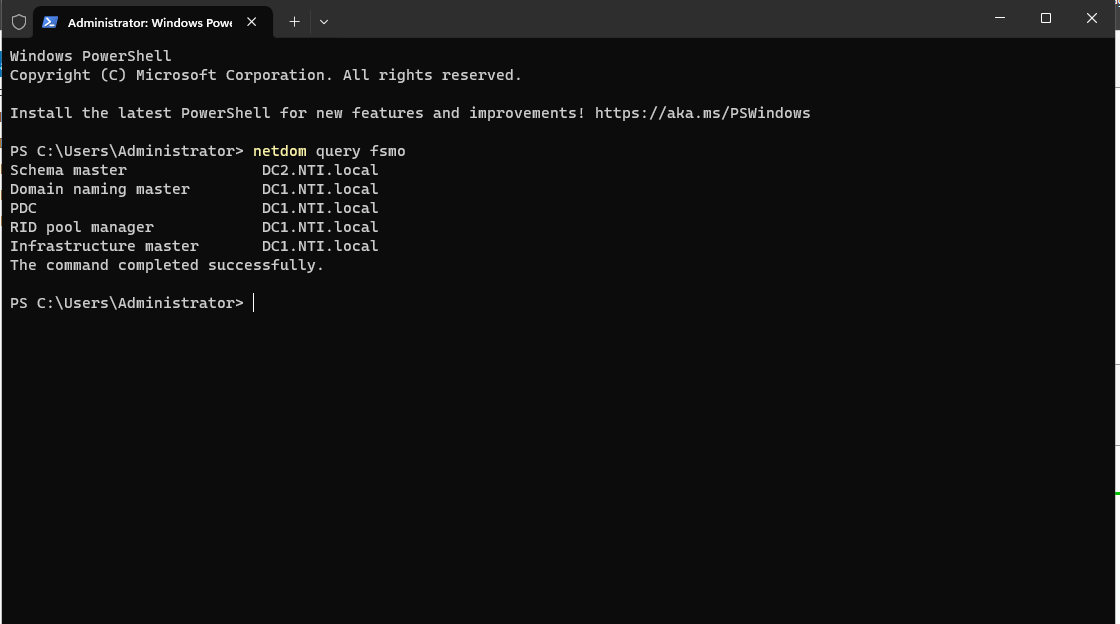 Administrator: Windows Powe
Windows PowerShell
Copyright (C) Microsoft Corporation. All rights reserved.
Install the latest PowerShell for new features and improvements! https://aka.ms/PSWindows
PS C:\Users\Administrator> netdom query fsmo
Schema master               DC2.NTI.local
Domain naming master        DC1.NTI.local
PDC                         DC1.NTI.local
RID pool manager            DC1.NTI.local
Infrastructure master       DC1.NTI.local
The command completed successfully.
PS C:\Users\Administrator>